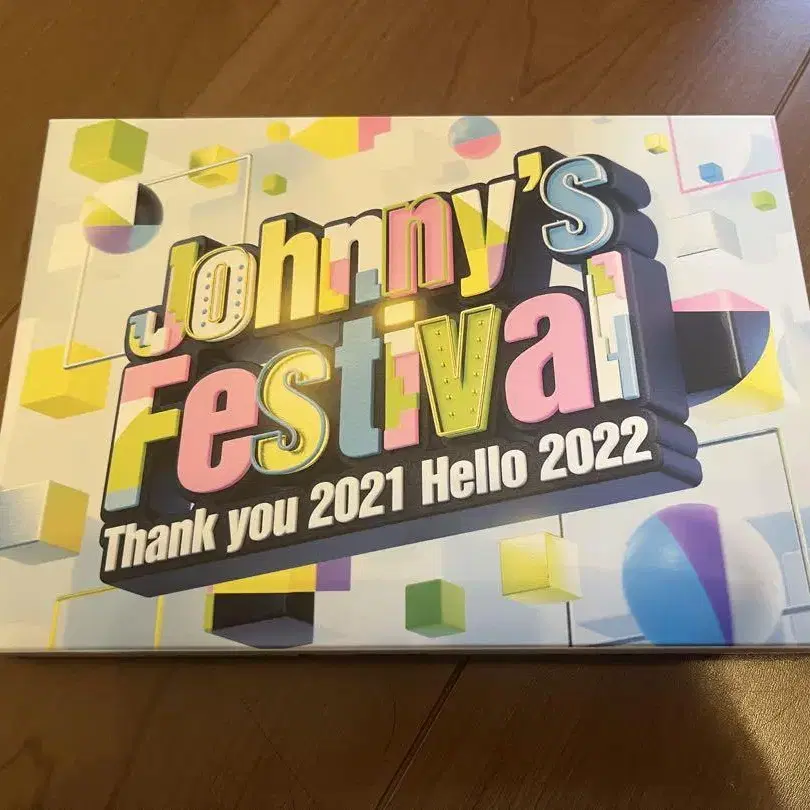 Johnny's
Festival
Thank you 2021 Hello 2022